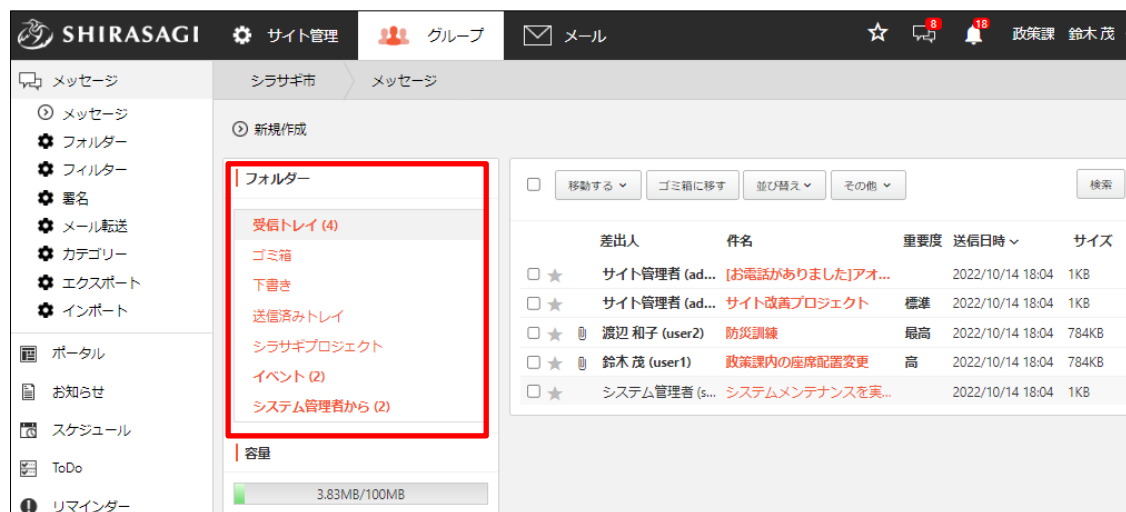 SHIRASAGI サイト管理 グループ メール 8 18 政策課 鈴木 茂
メッセージ
メッセージ
フォルダー
フィルター
署名
メール転送
カテゴリー
エクスポート
インポート
ポータル
お知らせ
スケジュール
ToDo
リマインダー
シラサギ市 メッセージ
新規作成
フォルダー
受信トレイ (4)
ゴミ箱
下書き
送信済みトレイ
シラサギプロジェクト
イベント (2)
システム管理者から (2)
容量
3.83MB/100MB
移動する ゴミ箱に移す 並び替え その他 検索
差出人 件名 重要度 送信日時 サイズ
サイト管理者 (ad... [お電話がありました]アオ... 2022/10/14 18:04 1KB
サイト管理者 (ad... サイト改善プロジェクト 標準 2022/10/14 18:04 1KB
渡辺 和子 (user2) 防災訓練 最高 2022/10/14 18:04 784KB
鈴木 茂 (user1) 政策課内の座席配置変更 高 2022/10/14 18:04 784KB
システム管理者 (s... システムメンテナンスを実... 2022/10/14 18:04 1KB